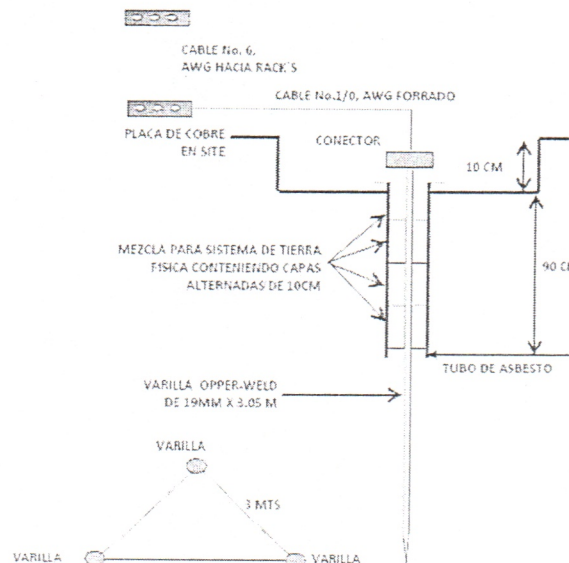 CABLE No. 6,
AWG HACIA RACK´S
CABLE No.1/0, AWG FORRADO
PLACA DE COBRE
EN SITE
CONECTOR
10 CM
MEZCLA PARA SISTEMA DE TIERRA
FISICA CONTENIENDO CAPAS
ALTERNADAS DE 10CM
90 C
TUBO DE ASBESTO
VARILLA OPPER-WELD
DE 19MM X 3.05 M
VARILLA
3 MTS
VARILLA
VARILLA